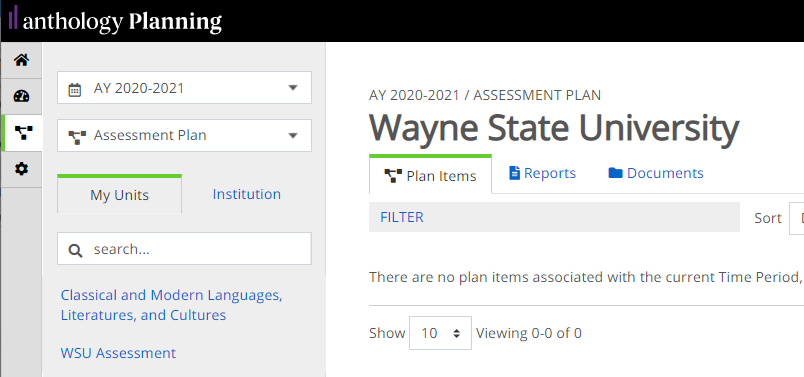 anthology Planning
AY 2020-2021
Assessment Plan
My Units
Institution
search...
Classical and Modern Languages,
Literatures, and Cultures
WSU Assessment
AY 2020-2021 / ASSESSMENT PLAN
Wayne State University
Plan Items
Reports
Documents
FILTER
Sort
There are no plan items associated with the current Time Period,
Show 10 Viewing 0-0 of 0